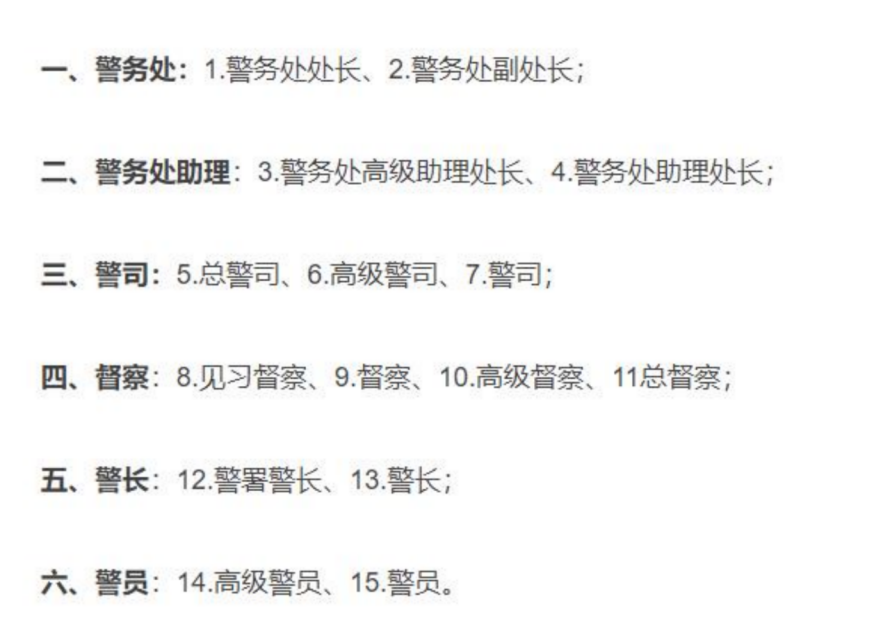 一、警务处：1.警务处处长、2.警务处副处长；
二、警务处助理：3.警务处高级助理处长、4.警务处助理处长；
三、警司：5.总警司、6.高级警司、7.警司；
四、督察：8.见习督察、9.督察、10.高级督察、11总督察；
五、警长：12.警署警长、13.警长；
六、警员：14.高级警员、15.警员。